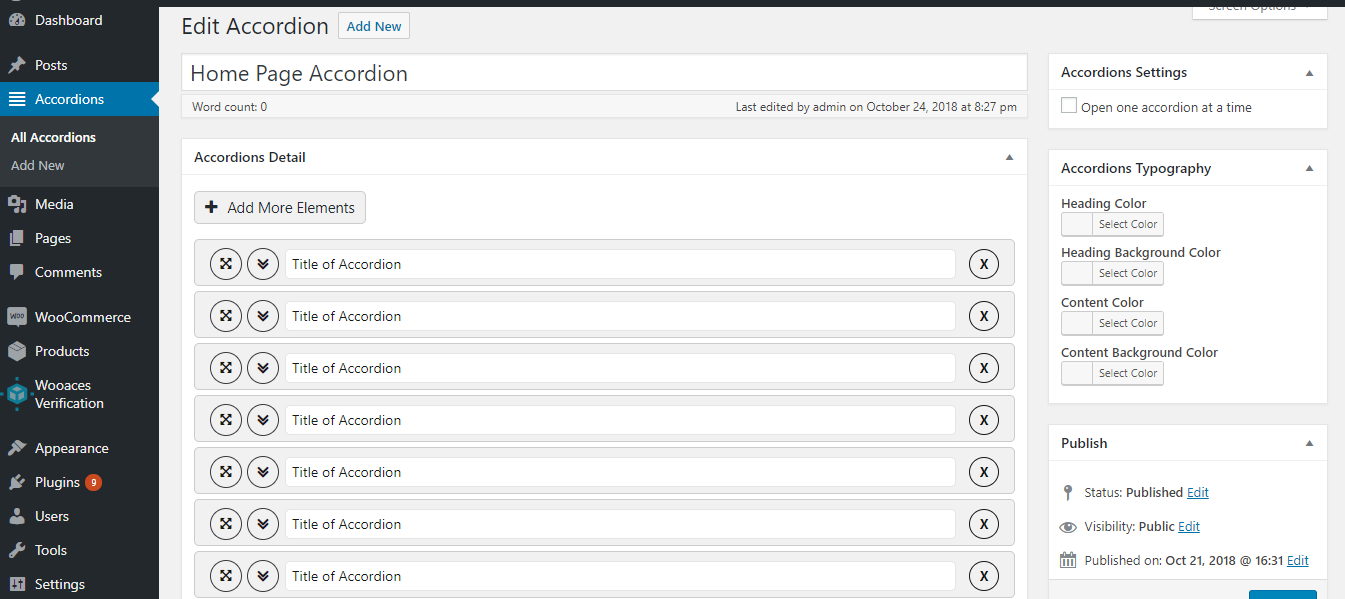 Dashboard
Posts
Accordions
All Accordions
Add New
Media
Pages
Comments
WOO
WooCommerce
Products
Wooaces
Verification
Appearance
Plugins 9
Users
Tools
Settings
Screen Options
Edit Accordion
Add New
Home Page Accordion
Word count: 0
Last edited by admin on October 24, 2018 at 8:27 pm
Accordions Detail
Add More Elements
Title of Accordion X
Title of Accordion X
Title of Accordion X
Title of Accordion X
Title of Accordion X
Title of Accordion X
Title of Accordion X
Accordions Settings
Open one accordion at a time
Accordions Typography
Heading Color
Select Color
Heading Background Color
Select Color
Content Color
Select Color
Content Background Color
Select Color
Publish
Status: Published Edit
Visibility: Public Edit
Published on: Oct 21, 2018 @ 16:31 Edit